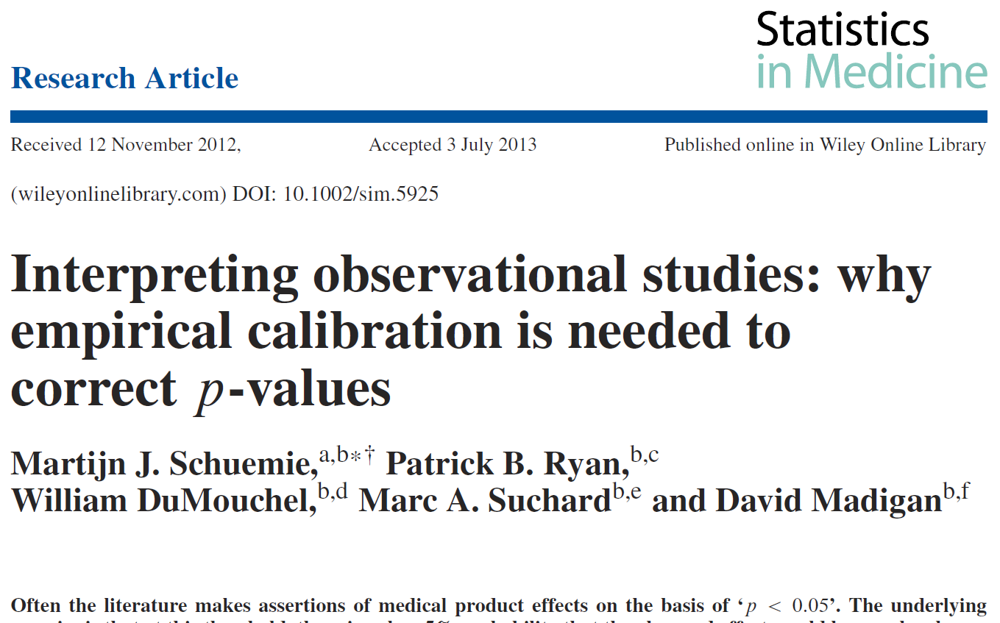 Statistics
in Medicine
Research Article
Received 12 November 2012, Accepted 3 July 2013 Published online in Wiley Online Library
(wileyonlinelibrary.com) DOI: 10.1002/sim.5925
Interpreting observational studies: why
empirical calibration is needed to
correct p-values
Martijn J. Schuemie,a,b*† Patrick B. Ryan,b,c
William DuMouchel,b,d Marc A. Suchardb,e and David Madiganb,f
Often the literature makes assertions of medical product effects on the basis of ‘p < 0.05’. The underlying